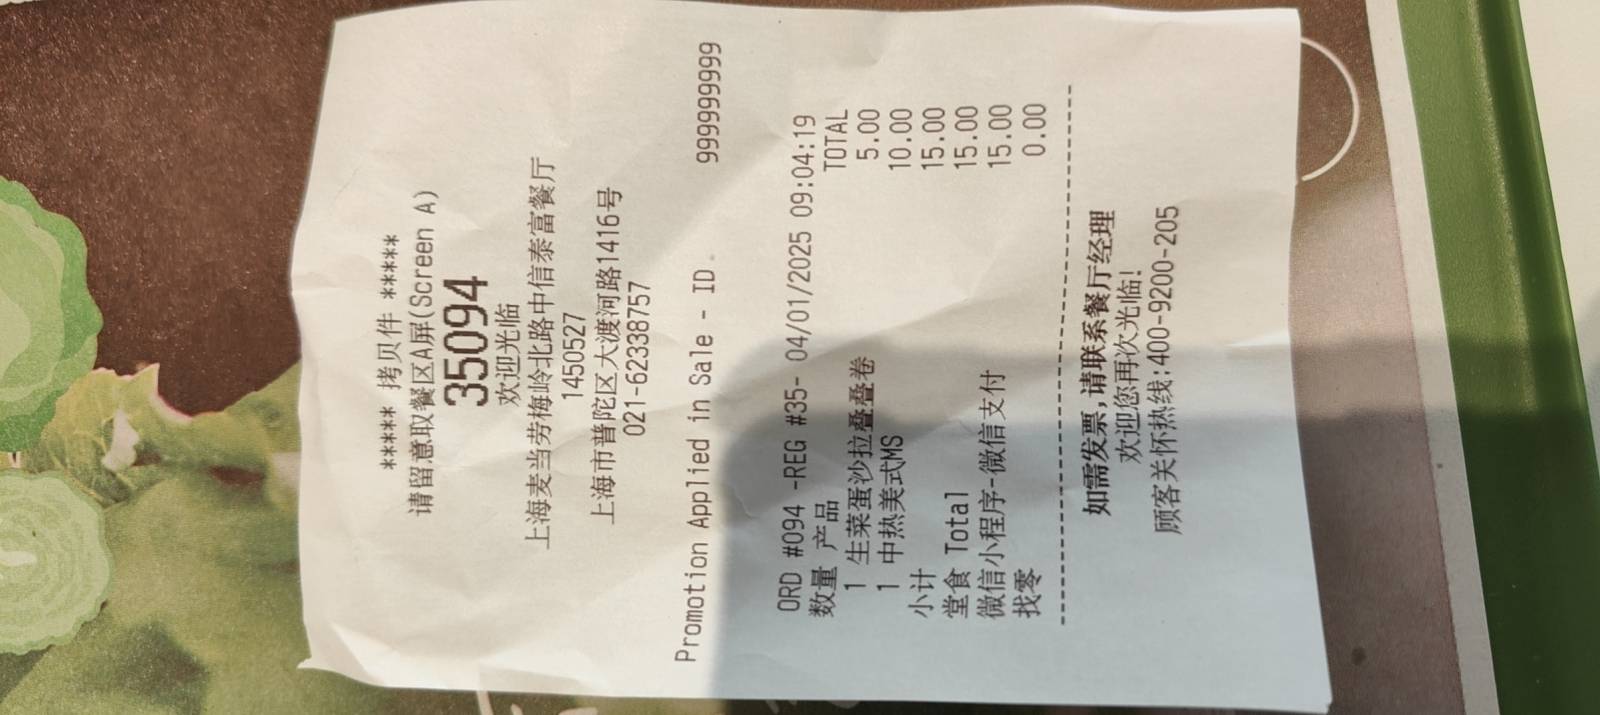 ***** 拷贝件 *****
请留意取餐区A屏(Screen A)
35094
欢迎光临
上海麦当劳梅岭北路中信泰富餐厅
1450527
上海市普陀区大渡河路1416号
021-62338757
Promotion Applied in Sale - ID 9999999999
ORD #094 -REG #35- 04/01/2025 09:04:19
数量 产品 TOTAL
1 生菜蛋沙拉叠叠卷 5.00
1 中热美式MS 10.00
小计 15.00
堂食 Total 15.00
微信小程序-微信支付 15.00
找零 0.00
如需发票,请联系餐厅经理
欢迎您再次光临!
顾客关怀热线:400-9200-205